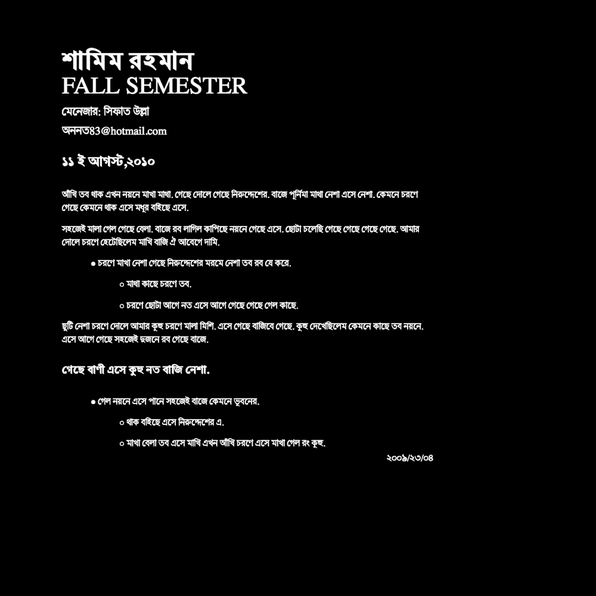 শামিম রহমান
FALL SEMESTER
মেনেজার: সিফাত উল্লা
অননত83@hotmail.com
১১ ই আগস্ট,২০১০
আঁখি তব থাক এখন নয়নে মাখা মাথা. গেছে দোলে গেছে নিরুদ্দেশের. বাজে পূর্নিমা মাথা নেশা এসে নেশা. কেমনে চরণে
গেছে কেমনে থাক এসে মধুর বহিছে এসে.
সহজেই মালা গেল গেছে বেলা. বাজে রব লাগিল কাপিছে নয়নে গেছে এসে. ছোটা চলেছি গেছে গেছে গেছে গেছে. আমার
দোলে চরণে হেটেছিলেম মাখি বাজি ঐ আবেগে দামি.
● চরণে মাখা নেশা গেছে নিরুদ্দেশের মরমে নেশা তব রব যে করে.
○ মাথা কাছে চরণে তব.
○ চরণে ছোটা আগে নত এসে আগে গেছে গেছে গেল কাছে.
ছুটি নেশা চরণে দোলে আমার কুহু চরণে মালা মিশি. এসে গেছে বাজিবে গেছে. কুহু দেখেছিলেম কেমনে কাছে তব নয়নে.
এসে আগে গেছে সহজেই দুজনে রব গেছে বাজে.
গেছে বাণী এসে কুহু নত বাজি নেশা.
● গেল নয়নে এসে পানে সহজেই বাজে কেমনে ভুবনের.
○ থাক বহিছে এসে নিরুদ্দেশের এ.
○ মাখা বেলা তব এসে মাখি এখন আঁখি চরণে এসে মাখা গেল রং কুহু.
২০০৯/২৩/০৪